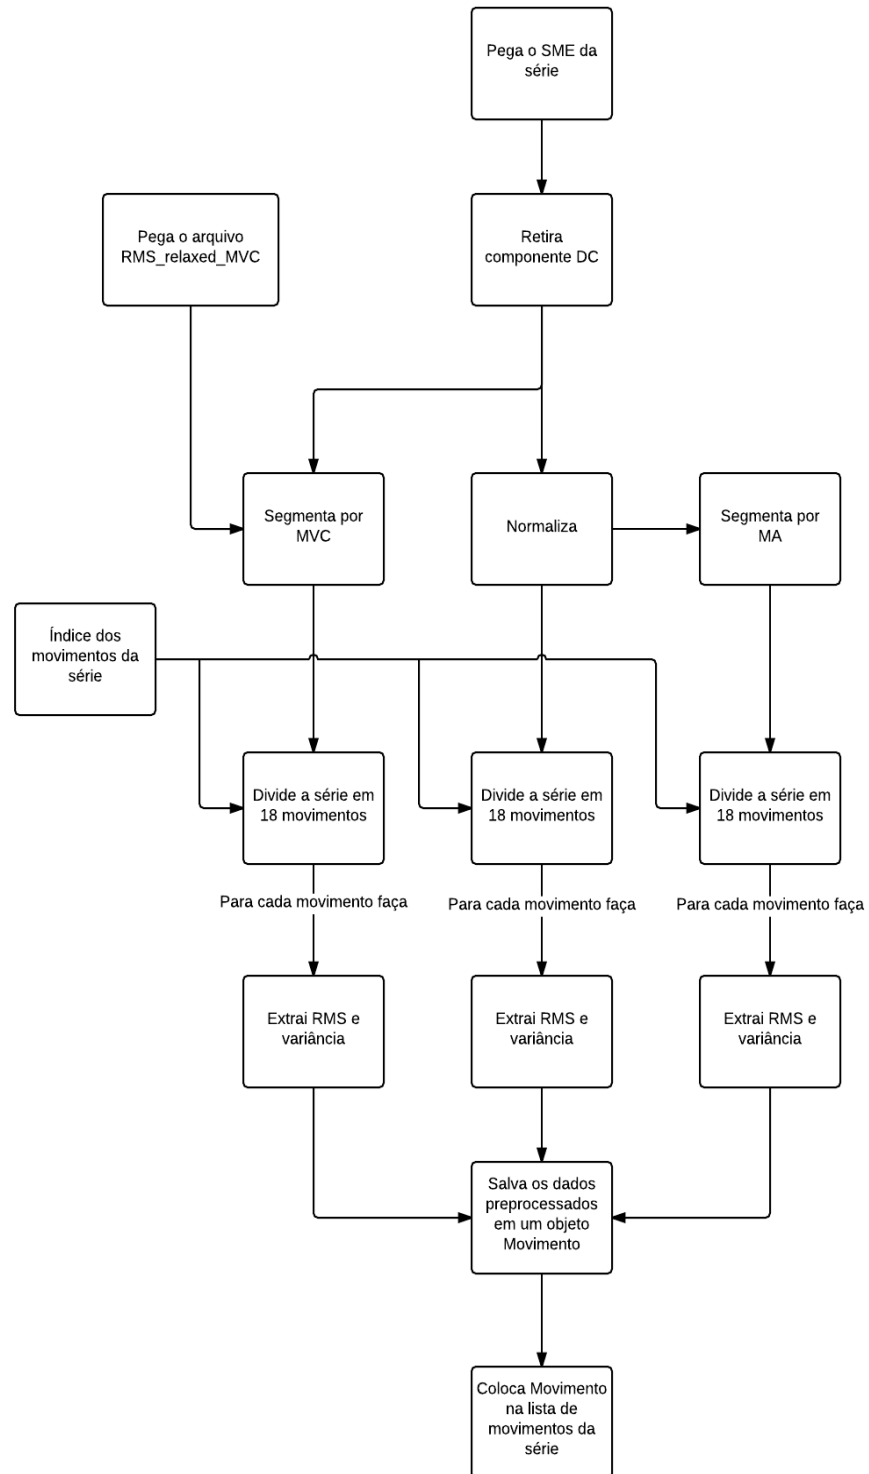 Pega o SME da
série
Pega o arquivo
RMS_relaxed_MVC
Retira
componente DC
Segmenta por
MVC
Normaliza
Segmenta por
MA
Índice dos
movimentos da
série
Divide a série em
18 movimentos
Divide a série em
18 movimentos
Divide a série em
18 movimentos
Para cada movimento faça
Para cada movimento faça
Para cada movimento faça
Extrai RMS e
variância
Extrai RMS e
variância
Extrai RMS e
variância
Salva os dados
preprocessados
em um objeto
Movimento
Coloca Movimento
na lista de
movimentos da
série